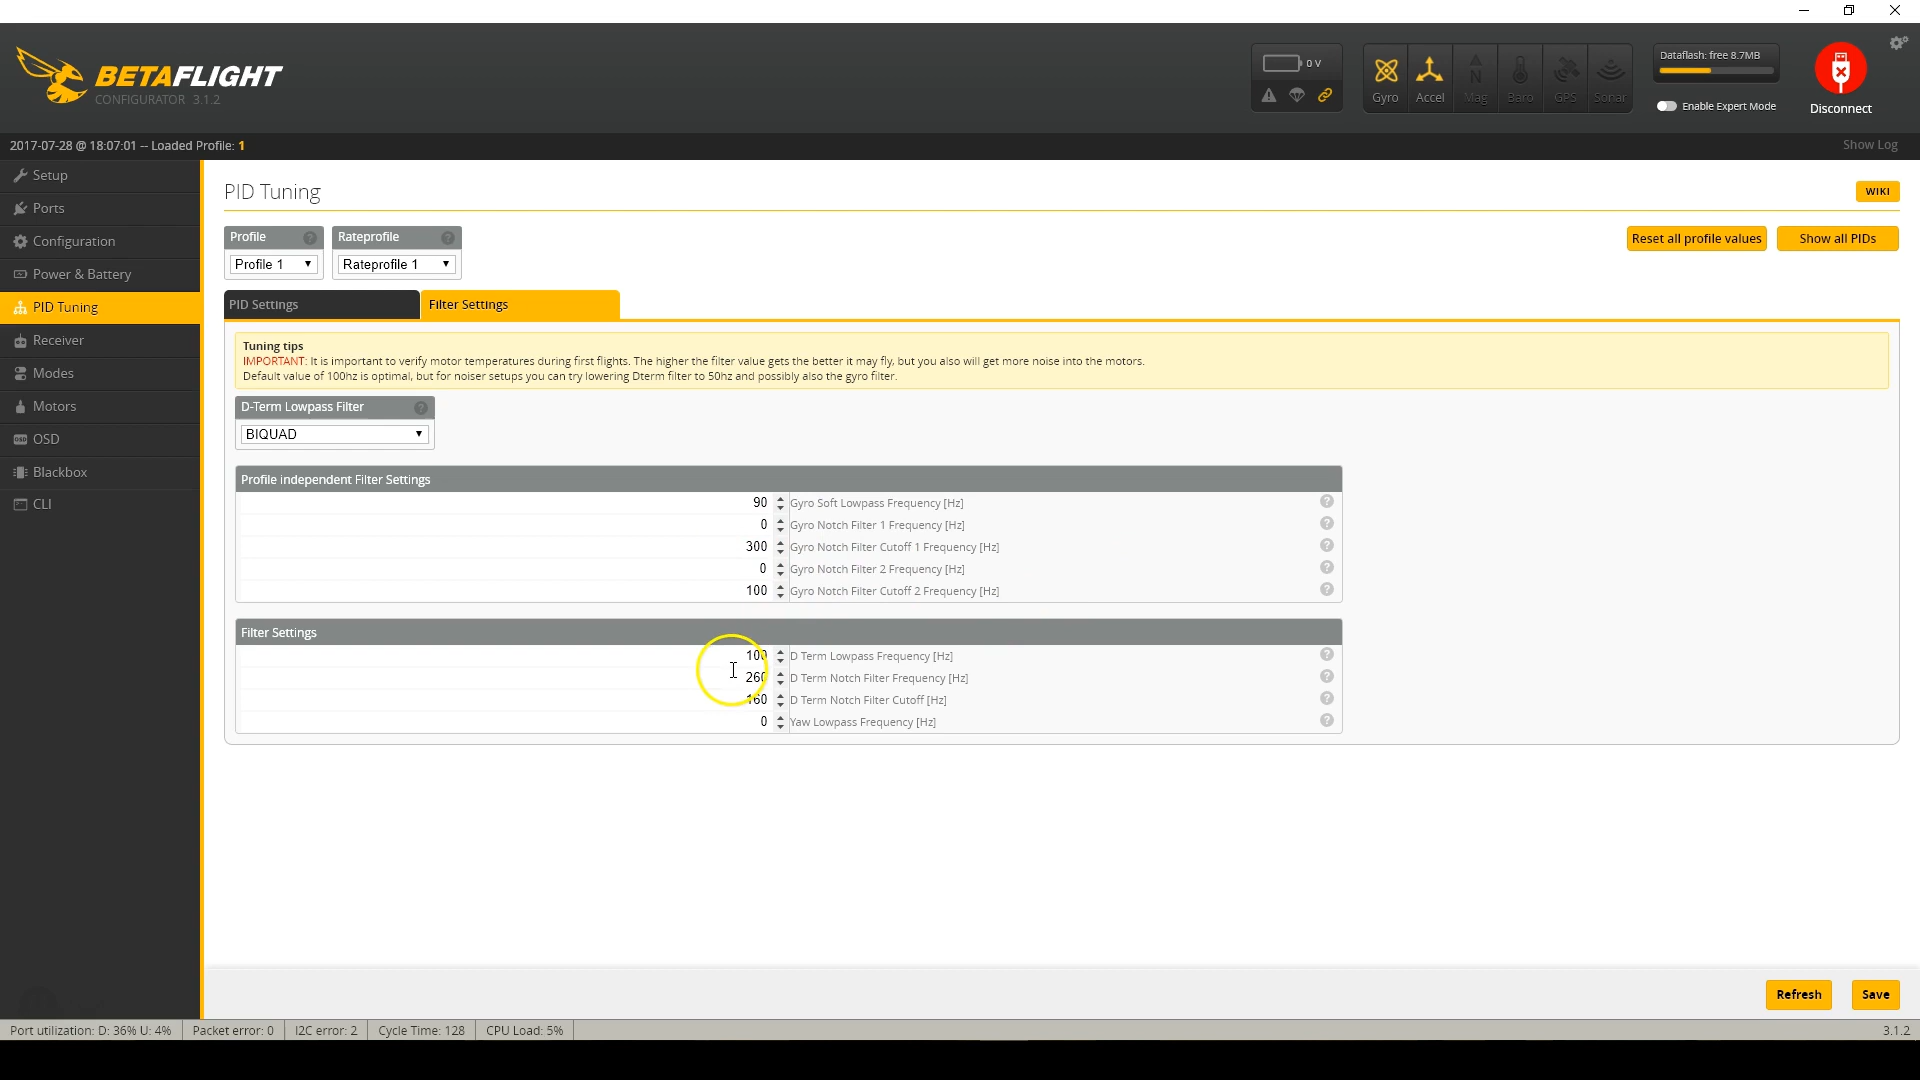 BETAFLIGHT
CONFIGURATOR 3.1.2
0 V
Gyro
Accel
Mag
Baro
GPS
Sonar
Dataflash: free 8.7MB
Enable Expert Mode
Disconnect
2017-07-28 @ 18:07:01 -- Loaded Profile: 1
Show Log
Setup
Ports
Configuration
Power & Battery
PID Tuning
Receiver
Modes
Motors
OSD
Blackbox
CLI
PID Tuning
WIKI
Profile
Rateprofile
Profile 1
Rateprofile 1
Reset all profile values
Show all PIDs
PID Settings
Filter Settings
Tuning tips
IMPORTANT: It is important to verify motor temperatures during first flights. The higher the filter value gets the better it may fly, but you also will get more noise into the motors.
Default value of 100hz is optimal, but for noiser setups you can try lowering Dterm filter to 50hz and possibly also the gyro filter.
D-Term Lowpass Filter
BIQUAD
Profile independent Filter Settings
90 Gyro Soft Lowpass Frequency [Hz]
0 Gyro Notch Filter 1 Frequency [Hz]
300 Gyro Notch Filter Cutoff 1 Frequency [Hz]
0 Gyro Notch Filter 2 Frequency [Hz]
100 Gyro Notch Filter Cutoff 2 Frequency [Hz]
Filter Settings
100 D Term Lowpass Frequency [Hz]
260 D Term Notch Filter Frequency [Hz]
160 D Term Notch Filter Cutoff [Hz]
0 Yaw Lowpass Frequency [Hz]
Refresh
Save
Port utilization: D: 36% U: 4%
Packet error: 0
I2C error: 2
Cycle Time: 128
CPU Load: 5%
3.1.2